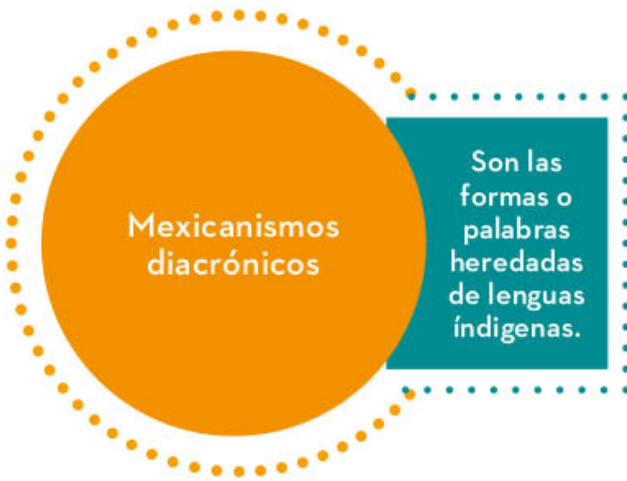 Mexicanismos
diacrónicos
Son las
formas o
palabras
heredadas
de lenguas
índigenas.